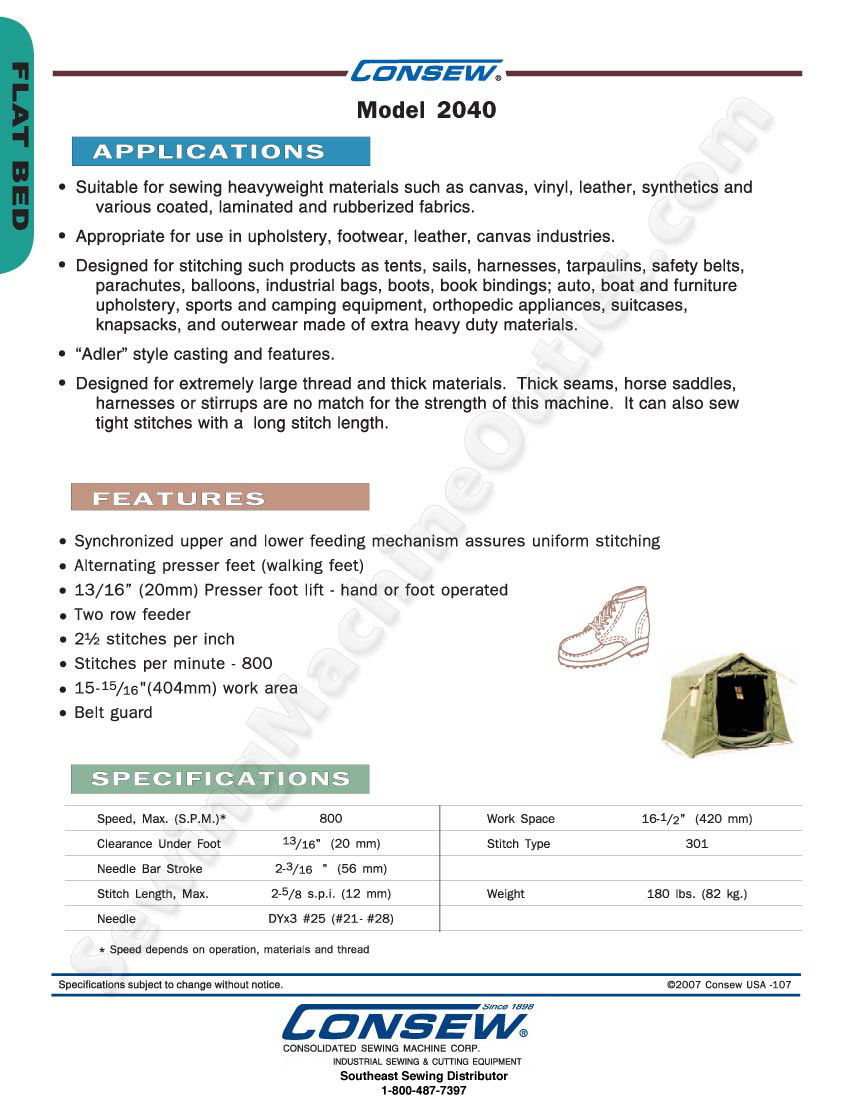 FLAT BED
CONSEW®
Model 2040
APPLICATIONS
• Suitable for sewing heavyweight materials such as canvas, vinyl, leather, synthetics and
various coated, laminated and rubberized fabrics.
• Appropriate for use in upholstery, footwear, leather, canvas industries.
• Designed for stitching such products as tents, sails, harnesses, tarpaulins, safety belts,
parachutes, balloons, industrial bags, boots, book bindings; auto, boat and furniture
upholstery, sports and camping equipment, orthopedic appliances, suitcases,
knapsacks, and outerwear made of extra heavy duty materials.
• “Adler” style casting and features.
• Designed for extremely large thread and thick materials. Thick seams, horse saddles,
harnesses or stirrups are no match for the strength of this machine. It can also sew
tight stitches with a long stitch length.
FEATURES
• Synchronized upper and lower feeding mechanism assures uniform stitching
• Alternating presser feet (walking feet)
• 13/16” (20mm) Presser foot lift - hand or foot operated
• Two row feeder
• 2½ stitches per inch
• Stitches per minute - 800
• 15-15/16"(404mm) work area
• Belt guard
SPECIFICATIONS
Speed, Max. (S.P.M.)* 800 Work Space 16-1/2" (420 mm)
Clearance Under Foot 13/16" (20 mm) Stitch Type 301
Needle Bar Stroke 2-3/16 " (56 mm)
Stitch Length, Max. 2-5/8 s.p.i. (12 mm) Weight 180 lbs. (82 kg.)
Needle DYx3 #25 (#21- #28)
* Speed depends on operation, materials and thread
Specifications subject to change without notice. ©2007 Consew USA -107
Since 1898
CONSEW®
CONSOLIDATED SEWING MACHINE CORP.
INDUSTRIAL SEWING & CUTTING EQUIPMENT
Southeast Sewing Distributor
1-800-487-7397
SewingMachineOutlet.com